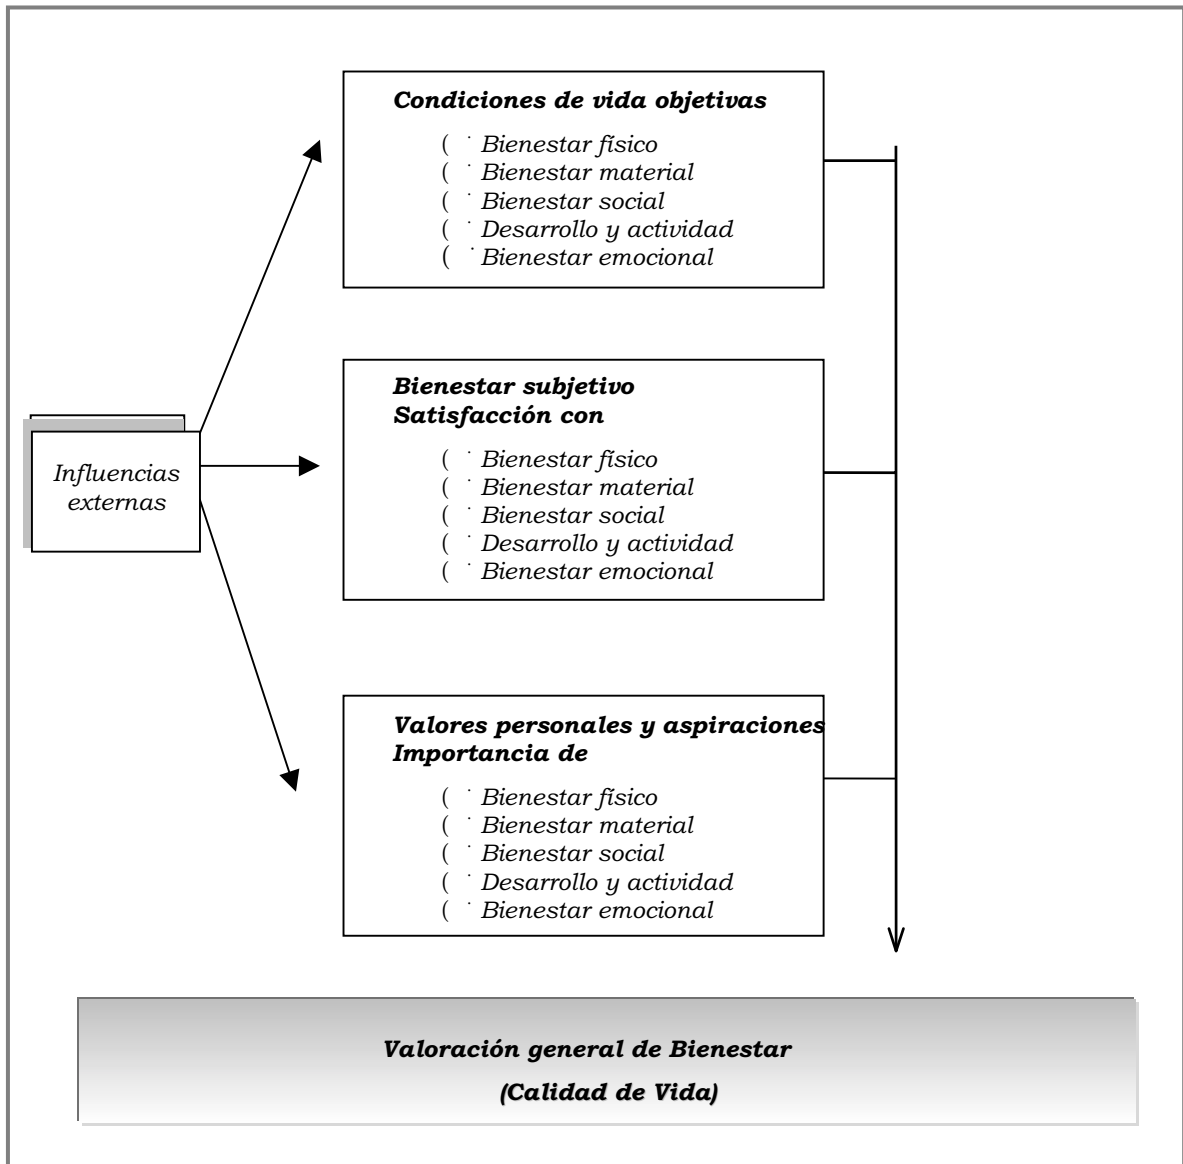 Condiciones de vida objetivas
( ˙ Bienestar físico
( ˙ Bienestar material
( ˙ Bienestar social
( ˙ Desarrollo y actividad
( ˙ Bienestar emocional
Influencias
externas
Bienestar subjetivo
Satisfacción con
( ˙ Bienestar físico
( ˙ Bienestar material
( ˙ Bienestar social
( ˙ Desarrollo y actividad
( ˙ Bienestar emocional
Valores personales y aspiraciones
Importancia de
( ˙ Bienestar físico
( ˙ Bienestar material
( ˙ Bienestar social
( ˙ Desarrollo y actividad
( ˙ Bienestar emocional
Valoración general de Bienestar
(Calidad de Vida)